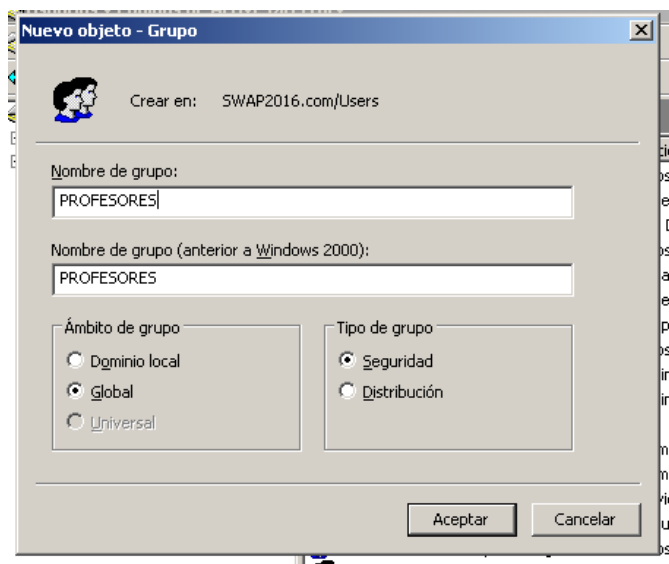 Nuevo objeto - Grupo
Crear en: SWAP2016.com/Users
Nombre de grupo:
PROFESORES
Nombre de grupo (anterior a Windows 2000):
PROFESORES
Ámbito de grupo
Dominio local
Global
Universal
Tipo de grupo
Seguridad
Distribución
Aceptar
Cancelar